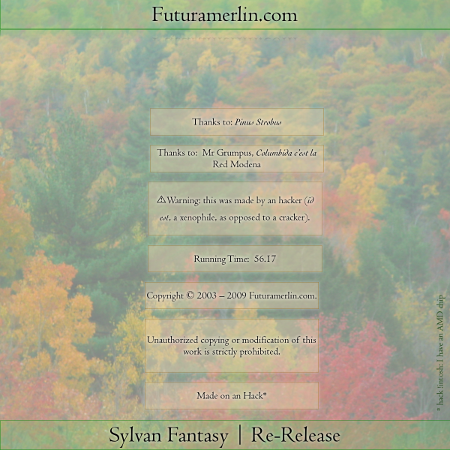 Futuramerlin.com
Thanks to: Pinus Strobus
Thanks to: Mr Grumpus, Columbida c'est la
Red Modena
⚠Warning: this was made by an hacker (id
est, a xenophile, as opposed to a cracker).
Running Time: 56.17
Copyright © 2003 – 2009 Futuramerlin.com.
Unauthorized copying or modification of this
work is strictly prohibited.
Made on an Hack*
* hack !intosh: I have an AMD chip
Sylvan Fantasy | Re-Release